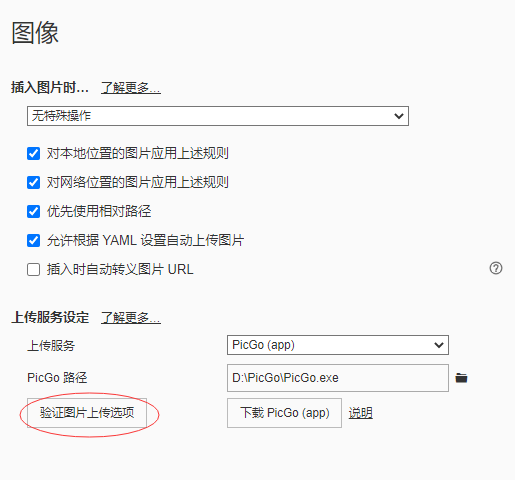 图像
插入图片时... 了解更多...
无特殊操作
对本地位置的图片应用上述规则
对网络位置的图片应用上述规则
优先使用相对路径
允许根据 YAML 设置自动上传图片
插入时自动转义图片 URL
上传服务设定 了解更多...
上传服务 PicGo (app)
PicGo 路径 D:\PicGo\PicGo.exe
验证图片上传选项 下载 PicGo (app) 说明